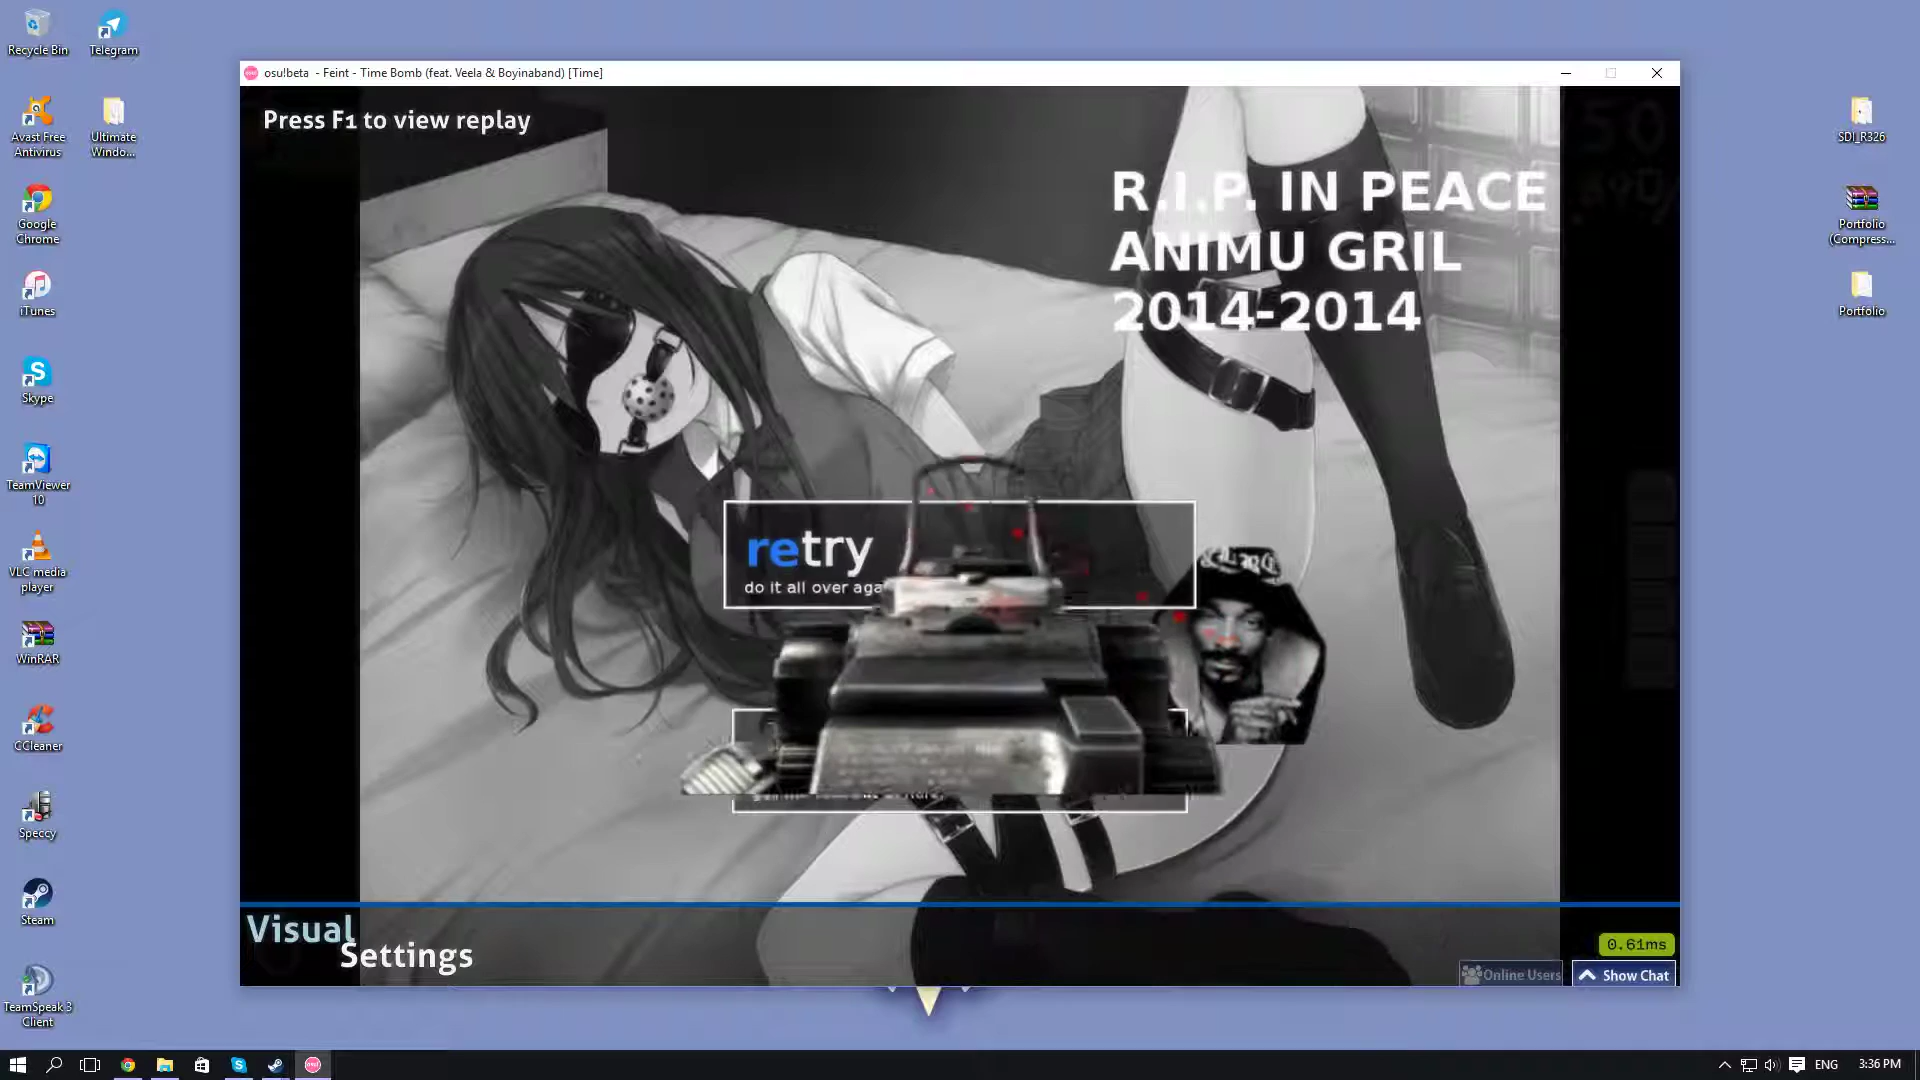 Recycle Bin
Telegram
Avast Free
Antivirus
Ultimate
Windo...
Google
Chrome
iTunes
Skype
TeamViewer
10
VLC media
player
WinRAR
CCleaner
Speccy
Steam
TeamSpeak 3
Client
osu!beta - Feint - Time Bomb (feat. Veela & Boyinaband) [Time]
Press F1 to view replay
R.I.P. IN PEACE
ANIMU GRIL
2014-2014
retry
do it all over aga
Visual
Settings
0.61ms
Online Users
Show Chat
SDI_R326
Portfolio
(Compress...
Portfolio
ENG
3:36 PM